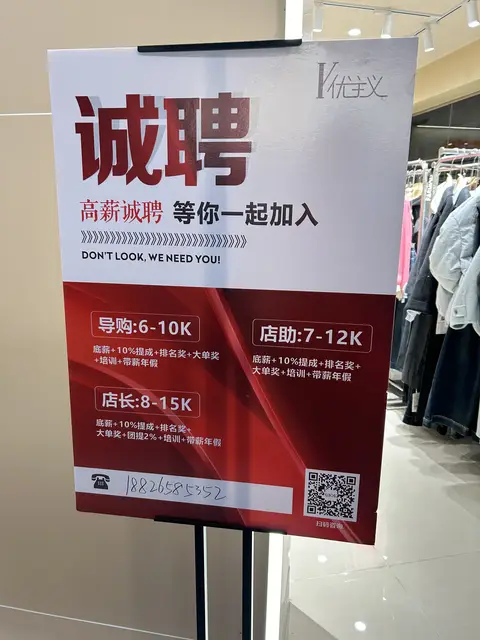 优主义
诚聘
高薪诚聘 等你一起加入
DON'T LOOK, WE NEED YOU!
导购:6-10K
底薪+10%提成+排名奖+大单奖
+培训+带薪年假
店助:7-12K
底薪+10%提成+排名奖+
大单奖+培训+带薪年假
店长:8-15K
底薪+10%提成+排名奖+
大单奖+团提2%+培训+带薪年假
18826585352
扫码咨询